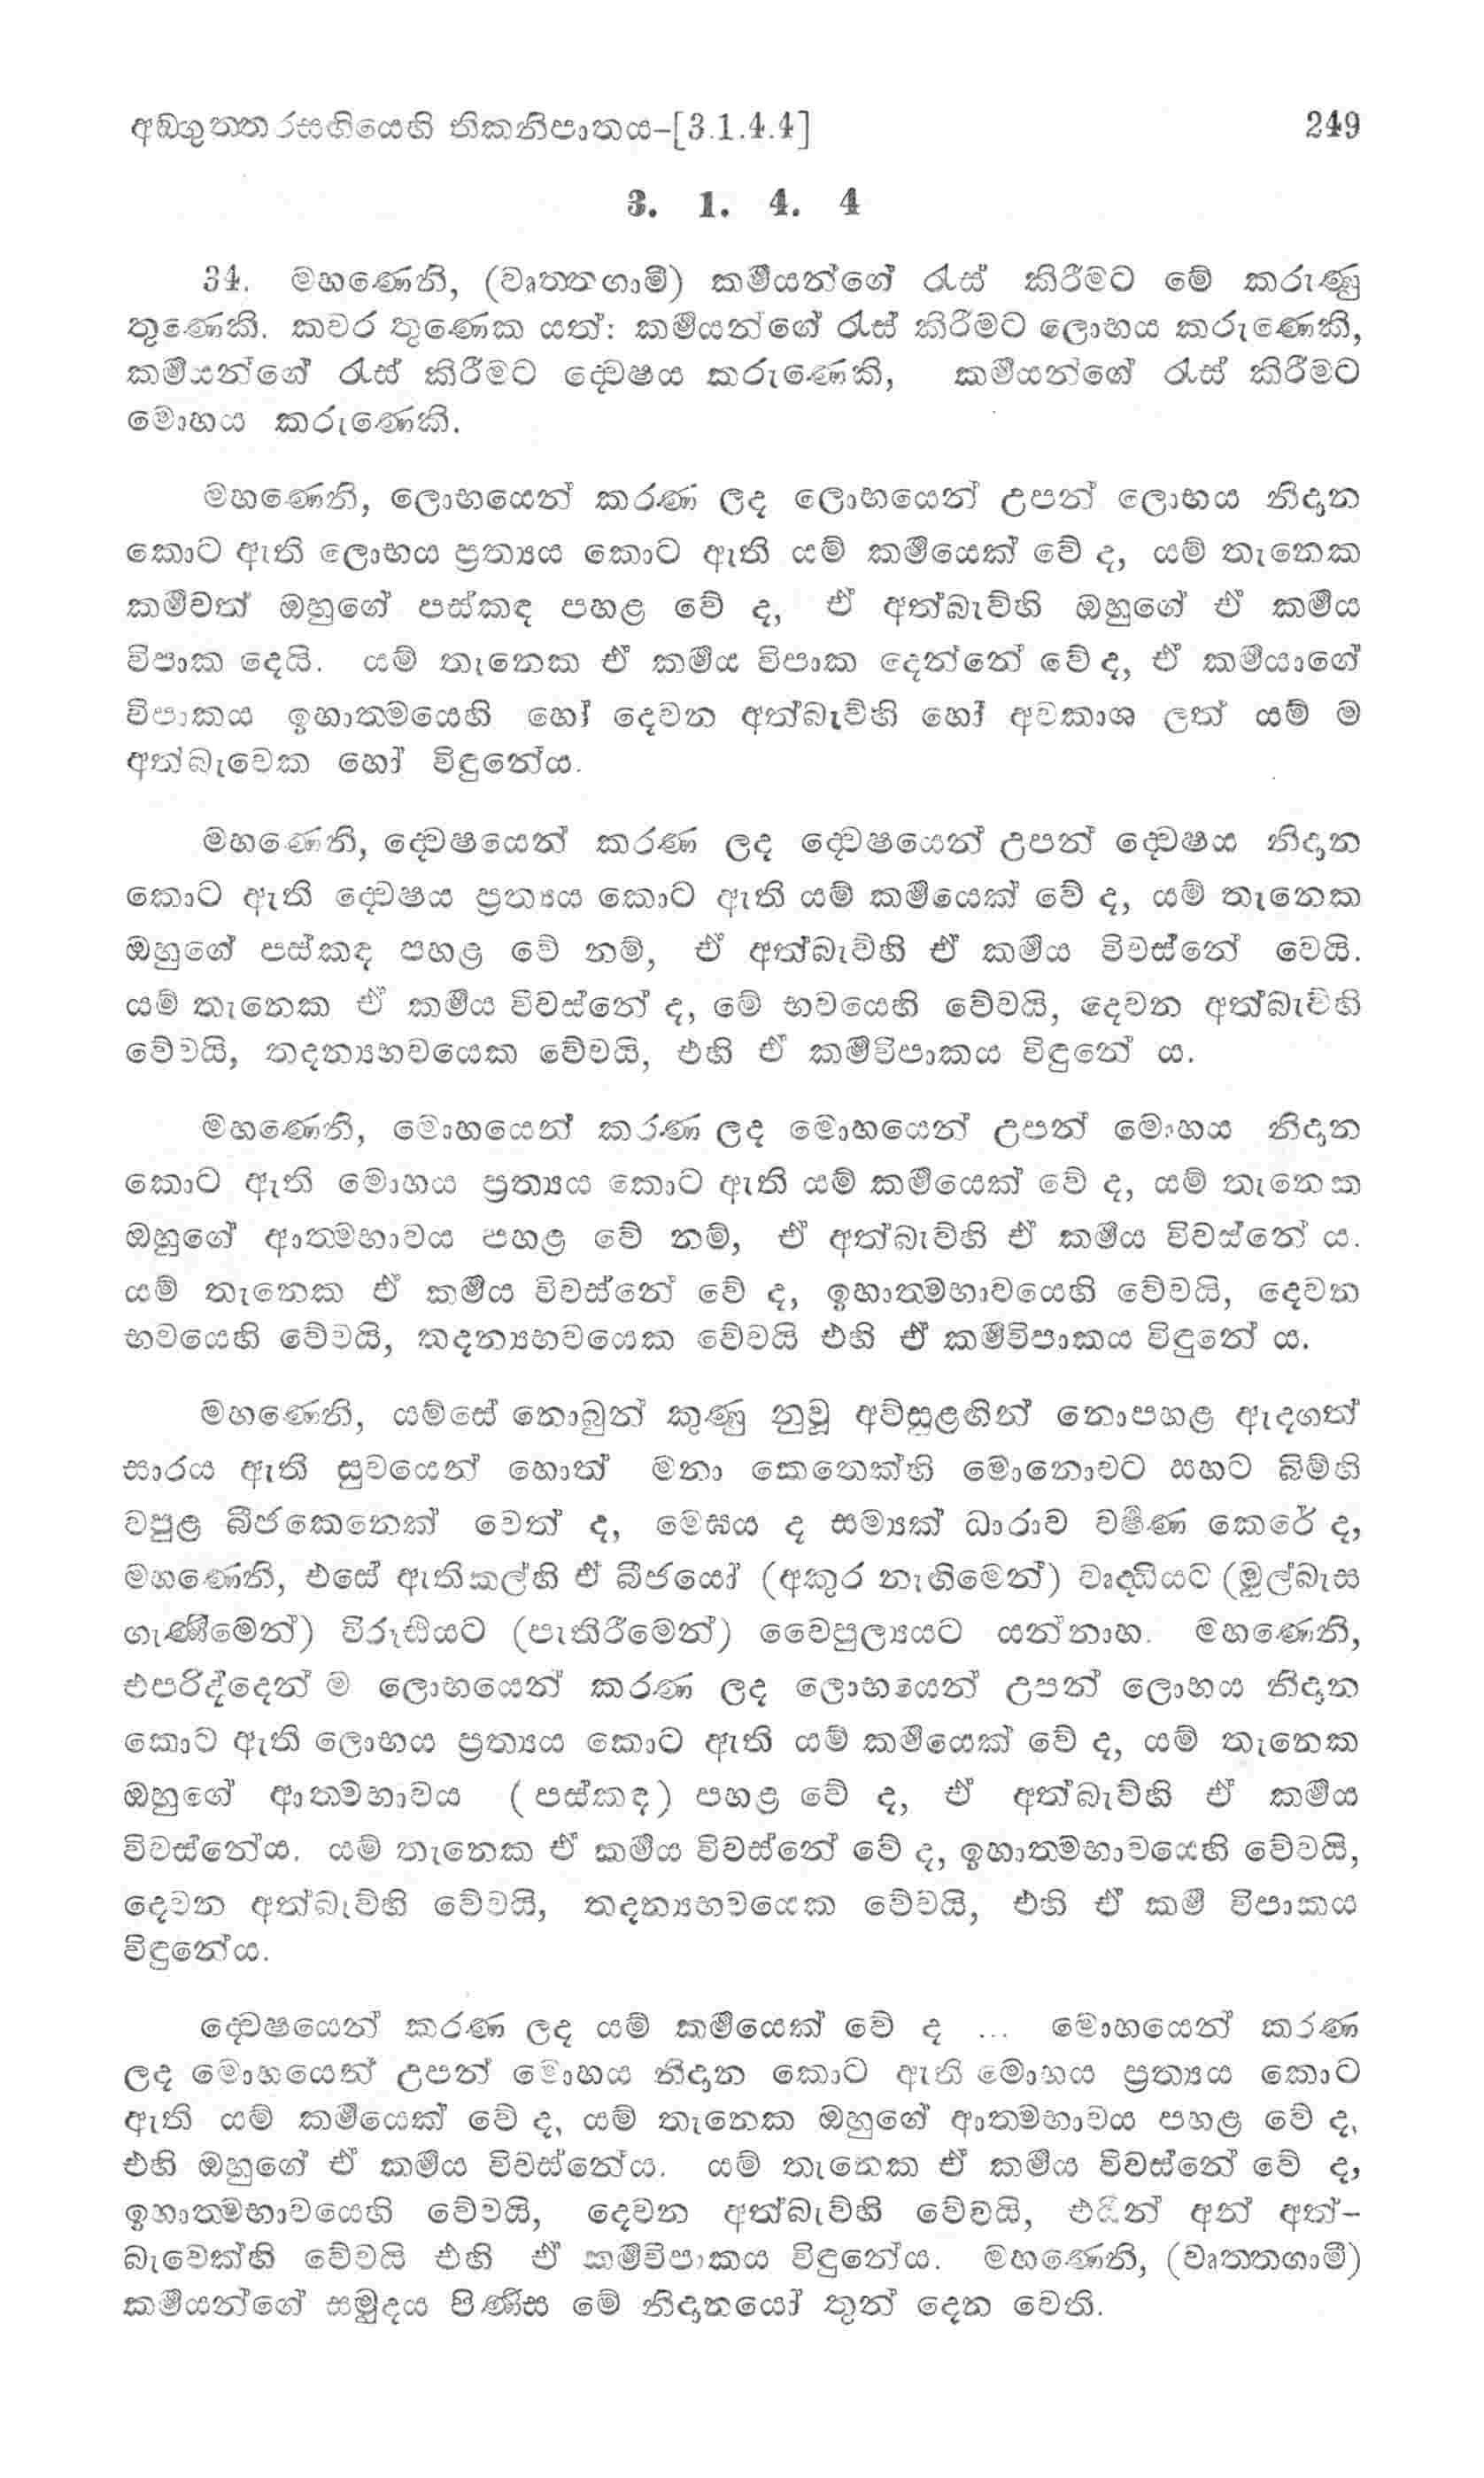 අඞ්ගුත්තරසඟියෙහි තිකනිපාතය-[3.1.4.4] 249
3. 1. 4. 4
34. මහණෙනි, (වෘත්තගාමී) කර්මයන්ගේ රැස් කිරීමට මේ කරුණු
තුණෙකි. කවර තුණෙක යත්: කර්මයන්ගේ රැස් කිරීමට ලොභය කරුණෙකි,
කර්මයන්ගේ රැස් කිරීමට ද්වෙෂය කරුණෙකි, කර්මයන්ගේ රැස් කිරීමට
මොහය කරුණෙකි.
මහණෙනි, ලොභයෙන් කරණ ලද ලොභයෙන් උපන් ලොභය නිදාන
කොට ඇති ලොභය ප්‍රත්‍යය කොට ඇති යම් කර්මයෙක් වේ ද, යම් තැනෙක
කර්මවත් ඔහුගේ පස්කඳ පහළ වේ ද, ඒ අත්බැව්හි ඔහුගේ ඒ කර්මය
විපාක දෙයි. යම් තැනෙක ඒ කර්මය විපාක දෙන්නේ වේ ද, ඒ කර්මයාගේ
විපාකය ඉහාත්මයෙහි හෝ දෙවන අත්බැව්හි හෝ අවකාශ ලත් යම් ම
අත්බැවෙක හෝ විඳුනේය.
මහණෙනි, ද්වෙෂයෙන් කරණ ලද ද්වෙෂයෙන් උපන් ද්වෙෂය නිදාන
කොට ඇති ද්වෙෂය ප්‍රත්‍යය කොට ඇති යම් කර්මයෙක් වේ ද, යම් තැනෙක
ඔහුගේ පස්කඳ පහළ වේ නම්, ඒ අත්බැව්හි ඒ කර්මය විවස්නේ වෙයි.
යම් තැනෙක ඒ කර්මය විවස්නේ ද, මේ භවයෙහි වේවයි, දෙවන අත්බැව්හි
වේවයි, තදන්‍යභවයෙක වේවයි, එහි ඒ කර්මවිපාකය විඳුනේ ය.
මහණෙනි, මොහයෙන් කරණ ලද මොහයෙන් උපන් මොහය නිදාන
කොට ඇති මොහය ප්‍රත්‍යය කොට ඇති යම් කර්මයෙක් වේ ද, යම් තැනෙක
ඔහුගේ ආත්මභාවය පහළ වේ නම්, ඒ අත්බැව්හි ඒ කර්මය විවස්නේ ය.
යම් තැනෙක ඒ කර්මය විවස්නේ වේ ද, ඉහාත්මභාවයෙහි වේවයි, දෙවන
භවයෙහි වේවයි, තදන්‍යභවයෙක වේවයි එහි ඒ කර්මවිපාකය විඳුනේ ය.
මහණෙනි, යම්සේ නොබුන් කුණු නුවූ අව්සුළඟින් නොපහළ ඇදගත්
සාරය ඇති සුවයෙන් හොත් මනා කෙනෙක්හි මොනොවට සහට බිම්හි
වපුළ බීජකෙනෙක් වෙත් ද, මෙඝය ද සම්‍යක් ධාරාව වර්ෂණ කෙරේ ද,
මහණෙනි, එසේ ඇතිකල්හි ඒ බීජයෝ (අකුර නැඟිමෙන්) වෘද්ධියට (මුල්බැස
ගැණීමෙන්) විරූඪියට (පැතිරීමෙන්) වෛපුල්‍යයට යන්නාහ. මහණෙනි,
එපරිද්දෙන් ම ලොභයෙන් කරණ ලද ලොභයෙන් උපන් ලොභය නිදාන
කොට ඇති ලොභය ප්‍රත්‍යය කොට ඇති යම් කර්මයෙක් වේ ද, යම් තැනෙක
ඔහුගේ ආත්මභාවය (පස්කඳ) පහළ වේ ද, ඒ අත්බැව්හි ඒ කර්මය
විවස්නේය. යම් තැනෙක ඒ කර්මය විවස්නේ වේ ද, ඉහාත්මභාවයෙහි වේවයි,
දෙවන අත්බැව්හි වේවයි, තදන්‍යභවයෙක වේවයි, එහි ඒ කර්ම විපාකය
විඳුනේය.
ද්වෙෂයෙන් කරණ ලද යම් කර්මයෙක් වේ ද ... මොහයෙන් කරණ
ලද මොහයෙන් උපන් මොහය නිදාන කොට ඇති මොහය ප්‍රත්‍යය කොට
ඇති යම් කර්මයෙක් වේ ද, යම් තැනෙක ඔහුගේ ආත්මභාවය පහළ වේ ද,
එහි ඔහුගේ ඒ කර්මය විවස්නේය. යම් තැනෙක ඒ කර්මය විවස්නේ වේ ද,
ඉහාත්මභාවයෙහි වේවයි, දෙවන අත්බැව්හි වේවයි, එයින් අන් අත්-
බැවෙක්හි වේවයි එහි ඒ කර්මවිපාකය විඳුනේය. මහණෙනි, (වෘත්තගාමී)
කර්මයන්ගේ සමුදය පිණිස මේ නිදානයෝ තුන් දෙන වෙති.